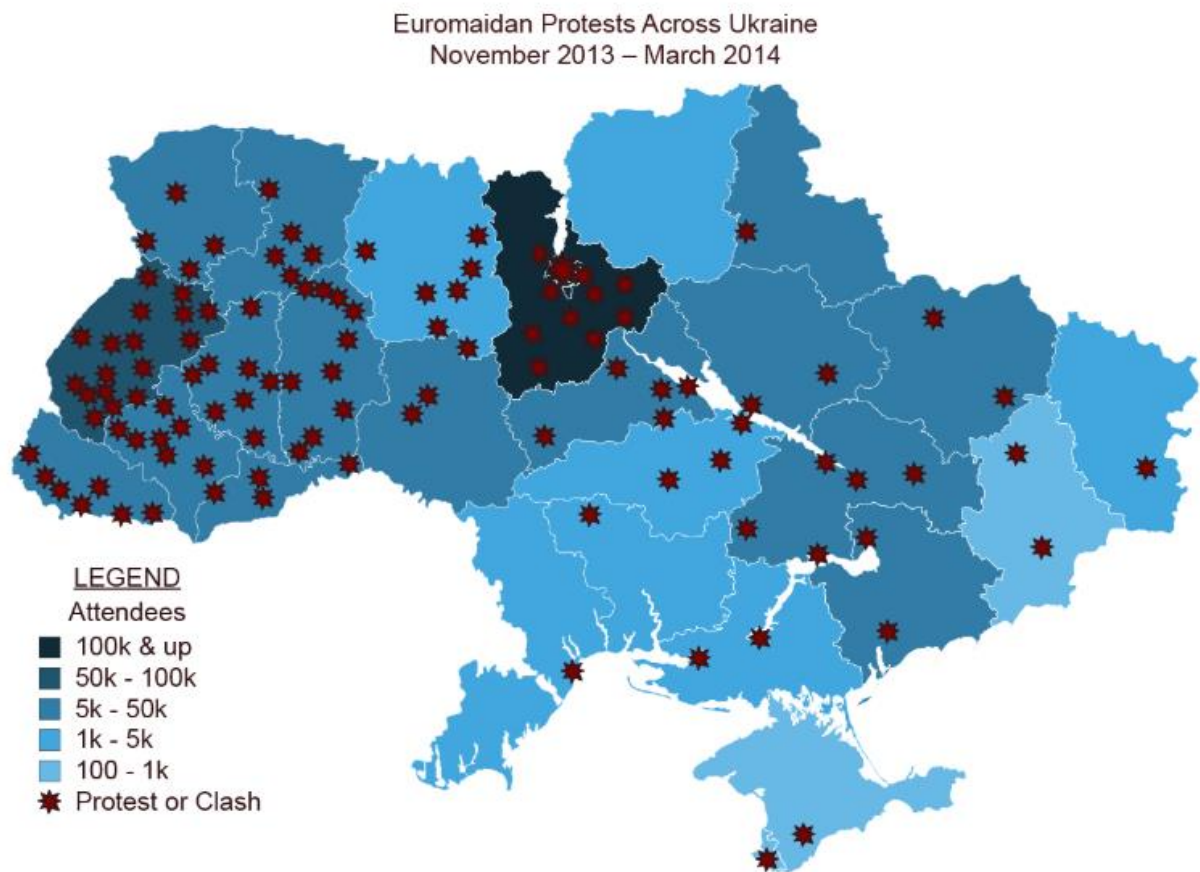 Euromaidan Protests Across Ukraine
November 2013 – March 2014
LEGEND
Attendees
100k & up
50k - 100k
5k - 50k
1k - 5k
100 - 1k
Protest or Clash